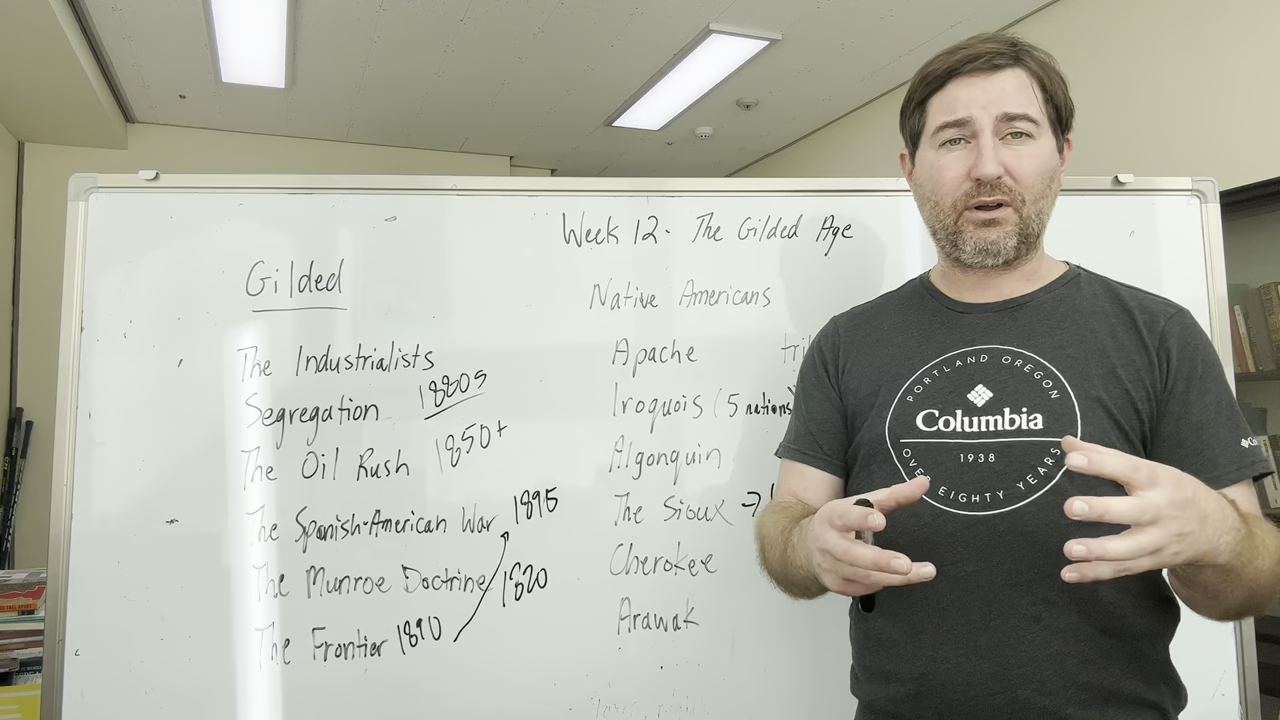 Week 12. The Gilded Age
Gilded
The Industrialists
Segregation 1880s
The Oil Rush 1850+
The Spanish-American War 1895
The Munroe Doctrine 1820
The Frontier 1890
Native Americans
Apache
Iroquois (5 nations)
Algonquin
The Sioux →
Cherokee
Arawak
PORTLAND OREGON
Columbia
1938
OVER EIGHTY YEARS